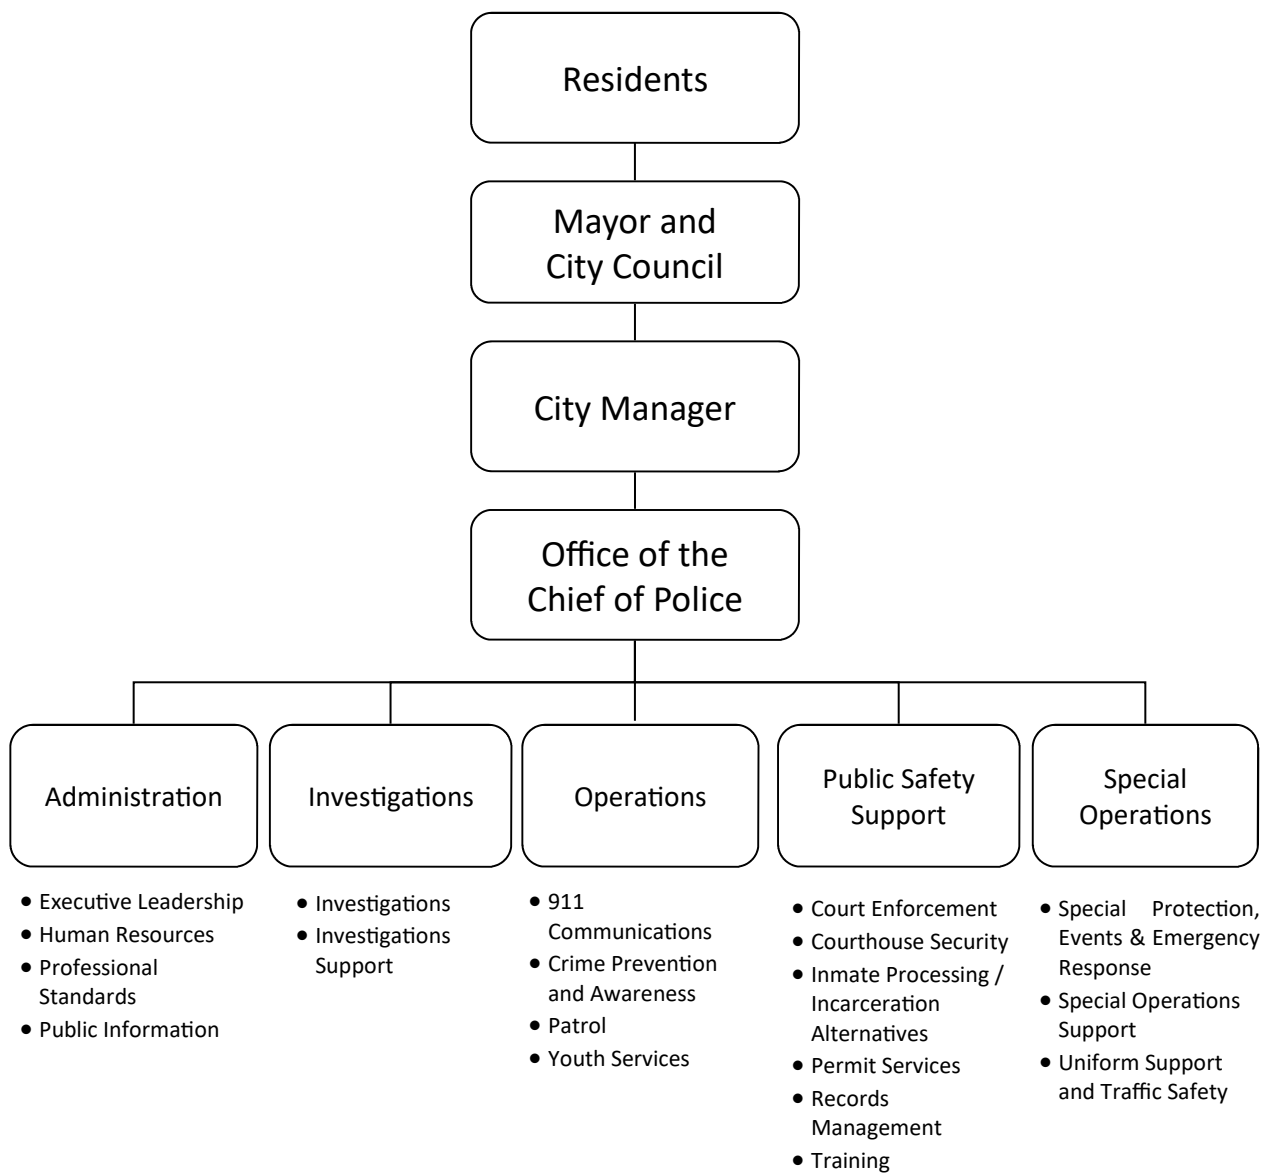 Residents
Mayor and
City Council
City Manager
Office of the
Chief of Police
Administration
Investigations
Operations
Public Safety
Support
Special
Operations
• Executive Leadership
• Human Resources
• Professional
Standards
• Public Information
• Investigations
• Investigations
Support
• 911
Communications
• Crime Prevention
and Awareness
• Patrol
• Youth Services
• Court Enforcement
• Courthouse Security
• Inmate Processing /
Incarceration
Alternatives
• Permit Services
• Records
Management
• Training
• Special Protection,
Events & Emergency
Response
• Special Operations
Support
• Uniform Support
and Traffic Safety